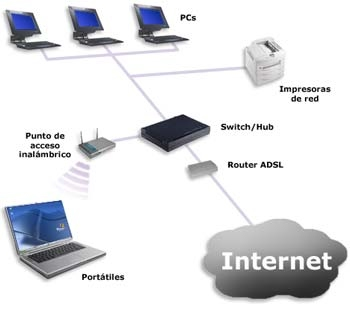 PCs
Impresoras
de red
Switch/Hub
Punto de
acceso
inalámbrico
Router ADSL
Internet
Portátiles